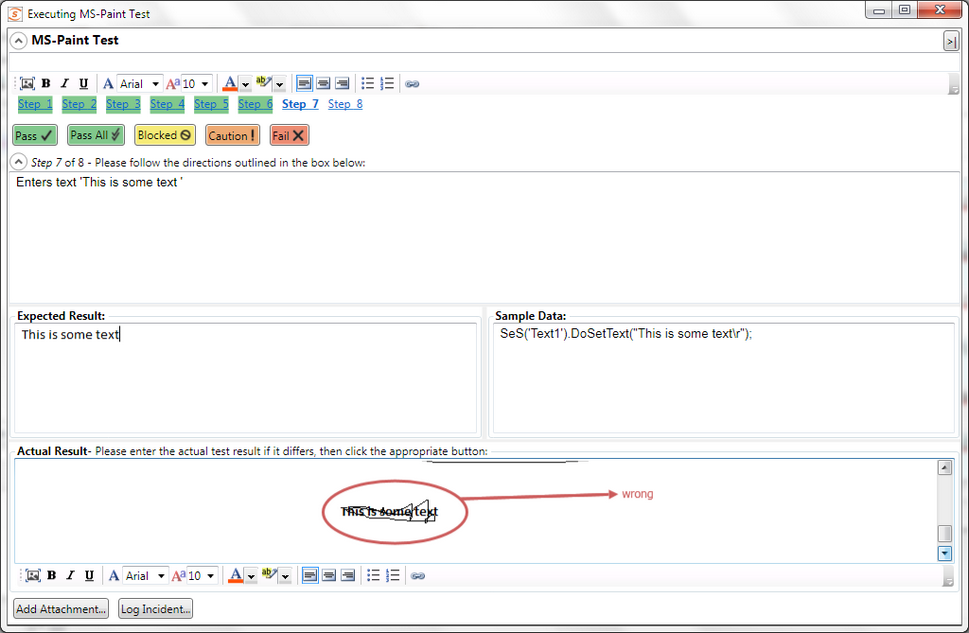 Executing MS-Paint Test
MS-Paint Test
>|
B I U A Arial Aa 10 A ab
Step 1 Step 2 Step 3 Step 4 Step 5 Step 6 Step 7 Step 8
Pass Pass All Blocked Caution ! Fail
Step 7 of 8 - Please follow the directions outlined in the box below:
Enters text 'This is some text '
Expected Result: Sample Data:
This is some text SeS('Text1').DoSetText("This is some text\r");
Actual Result- Please enter the actual test result if it differs, then click the appropriate button:
wrong
This is some text
B I U A Arial Aa 10 A ab
Add Attachment... Log Incident...